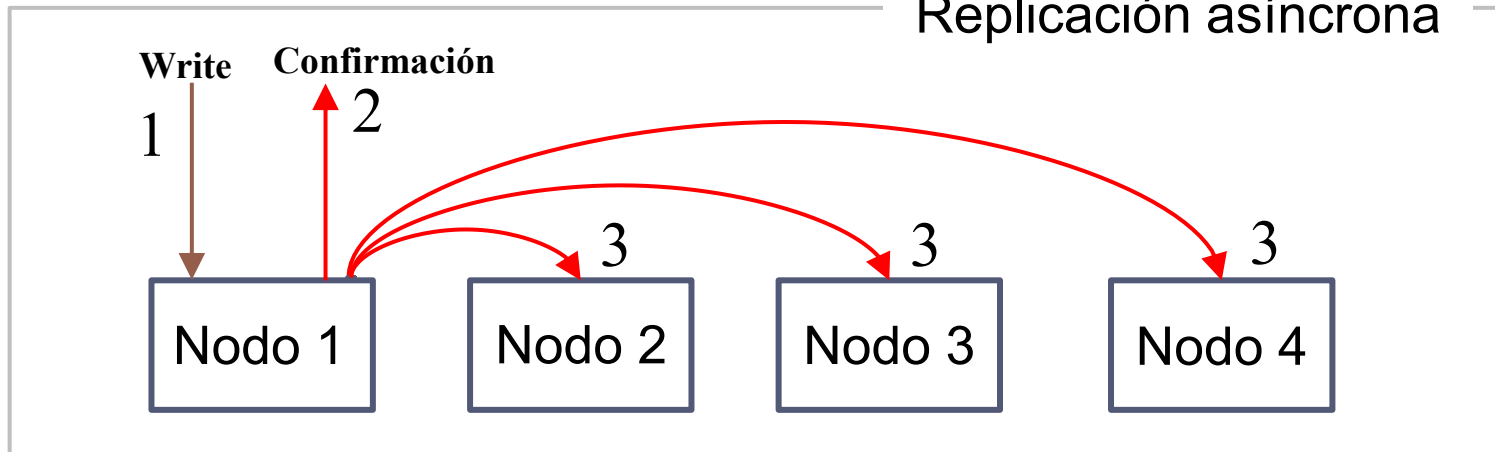 Replicación asíncrona
Write Confirmación
1 2
3 3 3
Nodo 1 Nodo 2 Nodo 3 Nodo 4